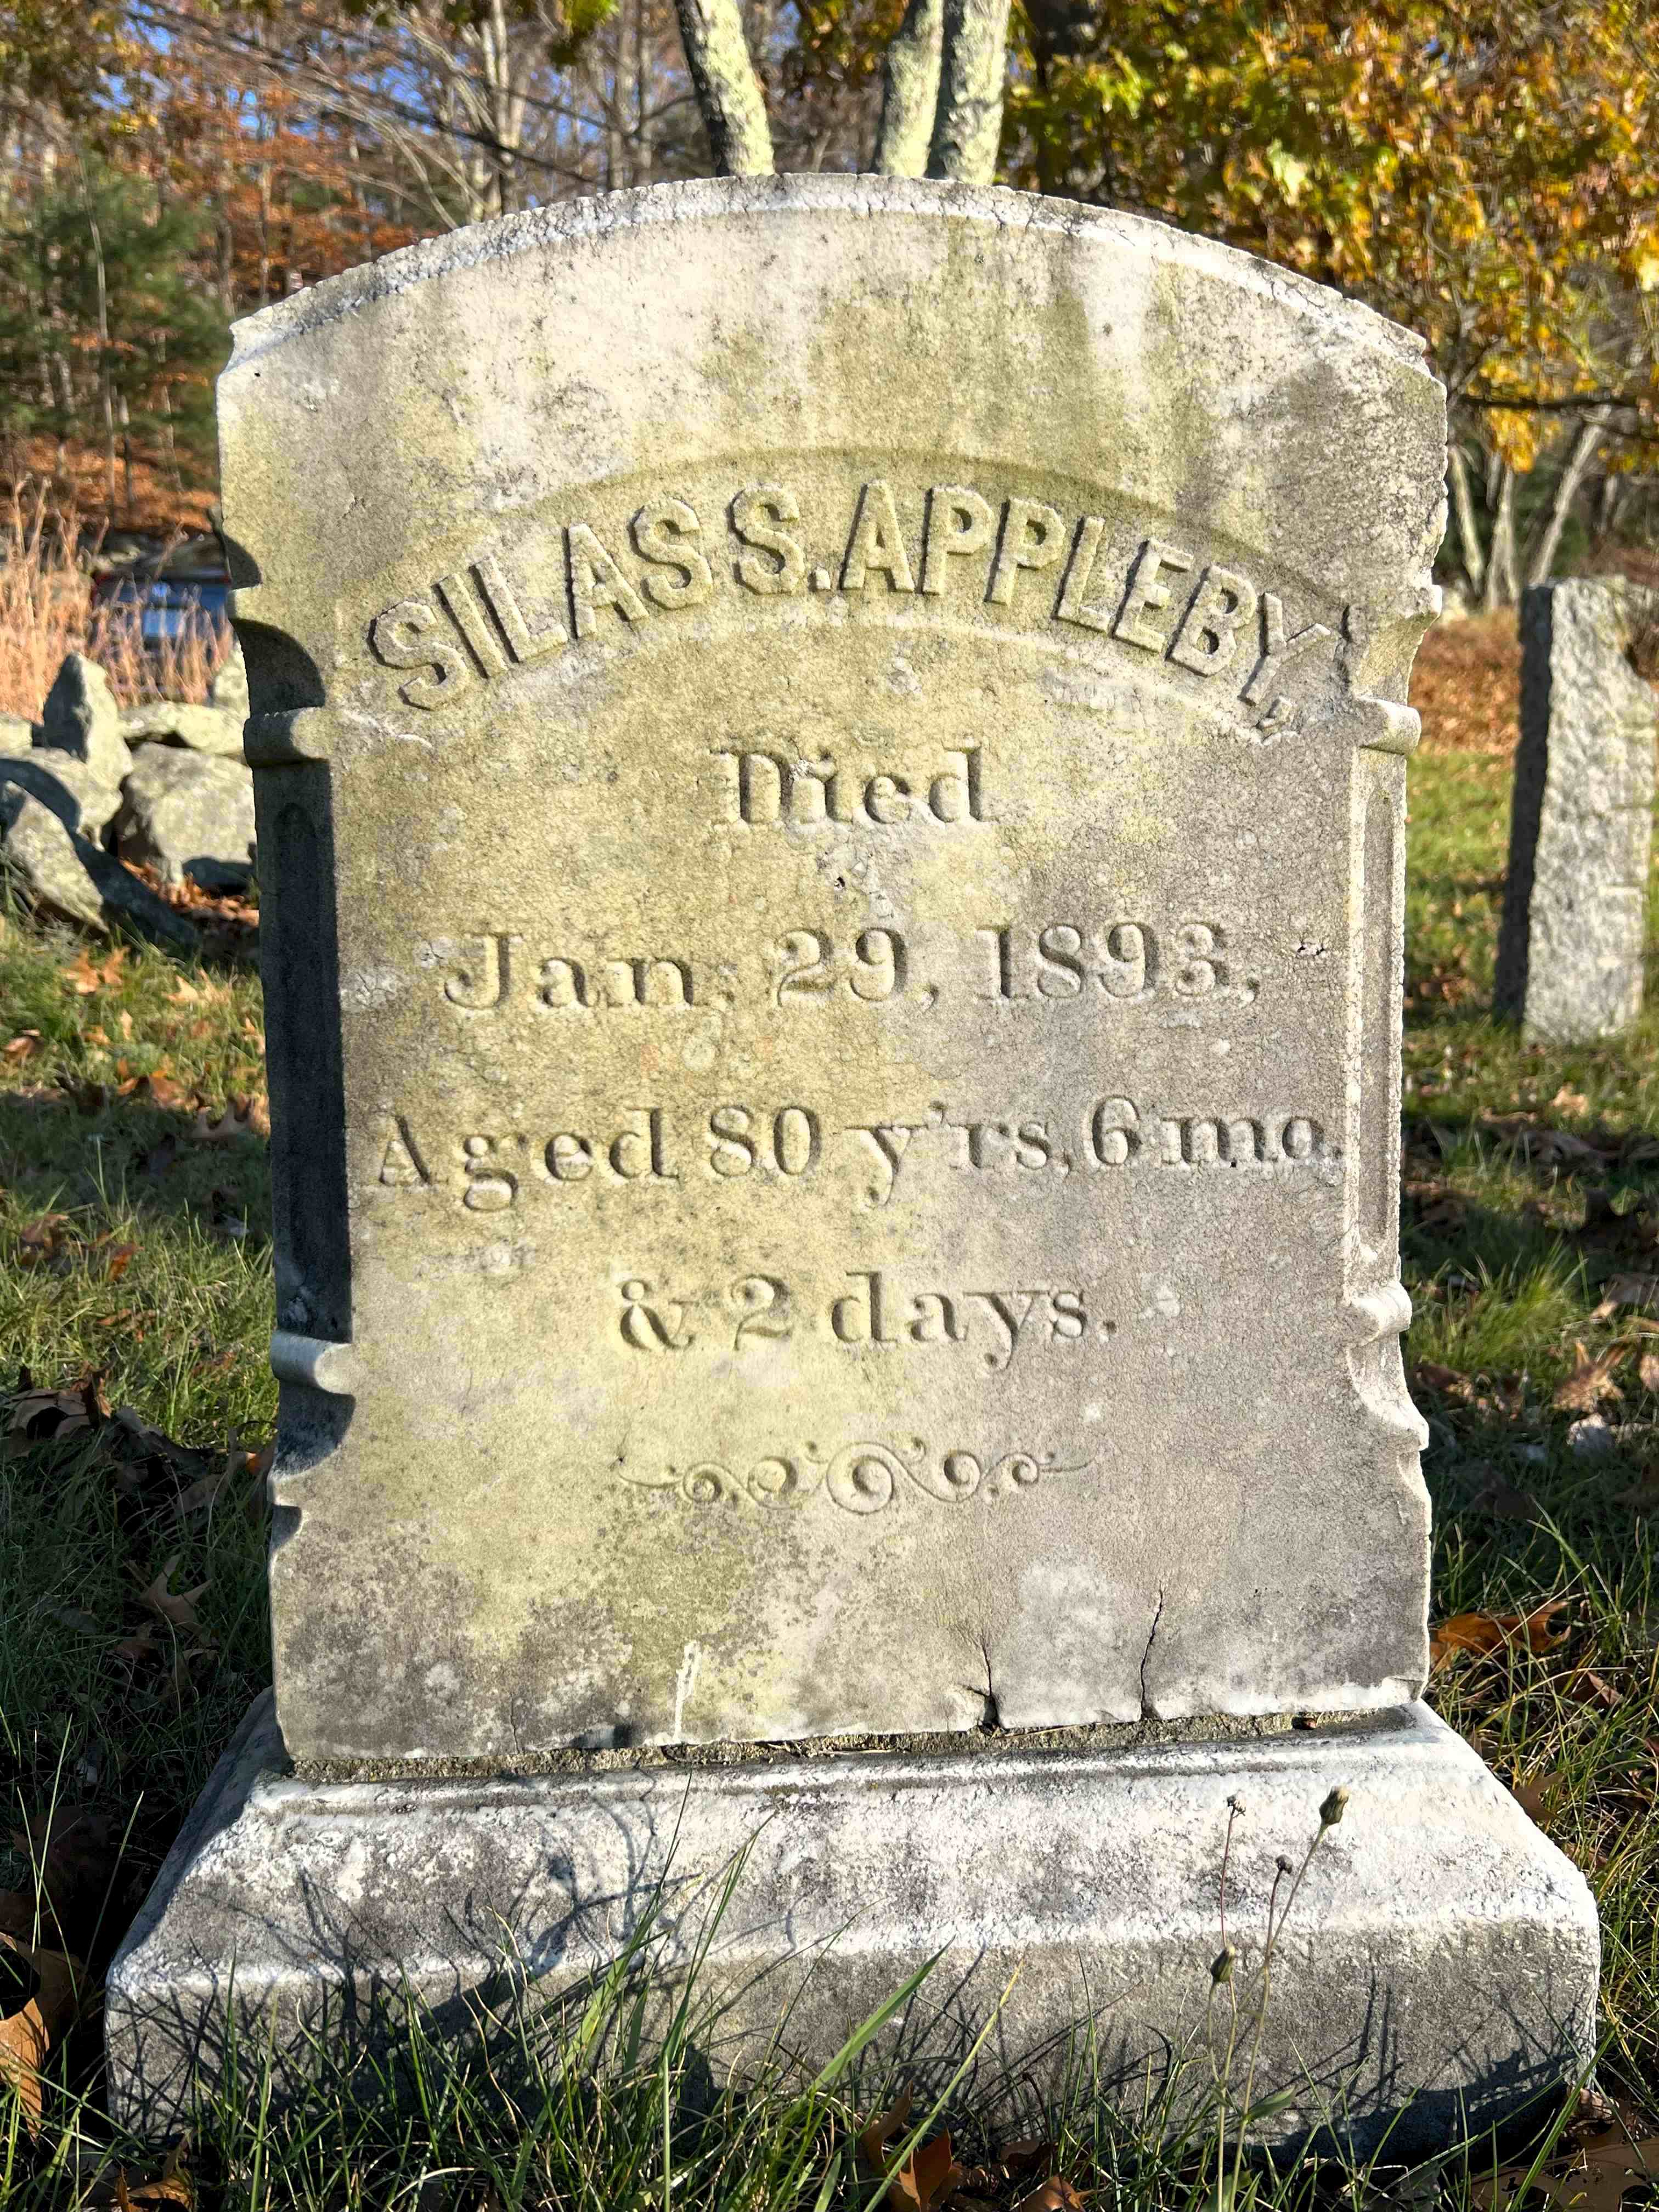 SILAS S. APPLEBY,
Died
Jan. 29, 1893,
Aged 80 y'rs, 6 mo.
& 2 days.